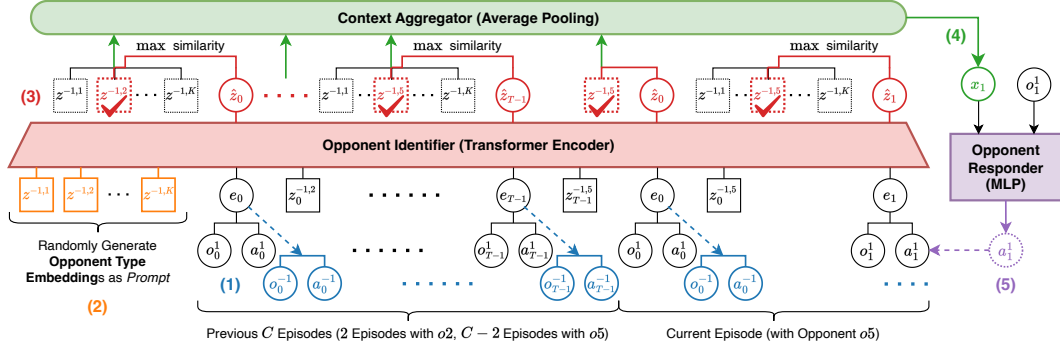 Context Aggregator (Average Pooling)
(4)
max similarity
max similarity
max similarity
(3)
z^{-1,1} z^{-1,2} ··· z^{-1,K} ẑ_0 ····· z^{-1,1} ··· z^{-1,5} ··· z^{-1,K} ẑ_{T-1} z^{-1,5} ẑ_0 z^{-1,1} ··· z^{-1,5} ··· z^{-1,K} ẑ_1
x_1 o_1^1
Opponent Identifier (Transformer Encoder)
Opponent
Responder
(MLP)
z^{-1,1} z^{-1,2} ··· z^{-1,K} e_0 z_0^{-1,2} ······ e_{T-1} z_{T-1}^{-1,5} e_0 z_0^{-1,5} e_1
Randomly Generate
Opponent Type
Embeddings as Prompt
(2)
o_0^1 a_0^1 ······ o_{T-1}^1 a_{T-1}^1 o_0^1 a_0^1 o_1^1 a_1^1 a_1^1
(1)
o_0^{-1} a_0^{-1} ······ o_{T-1}^{-1} a_{T-1}^{-1} o_0^{-1} a_0^{-1} ····
(5)
Previous C Episodes (2 Episodes with o2, C − 2 Episodes with o5)
Current Episode (with Opponent o5)